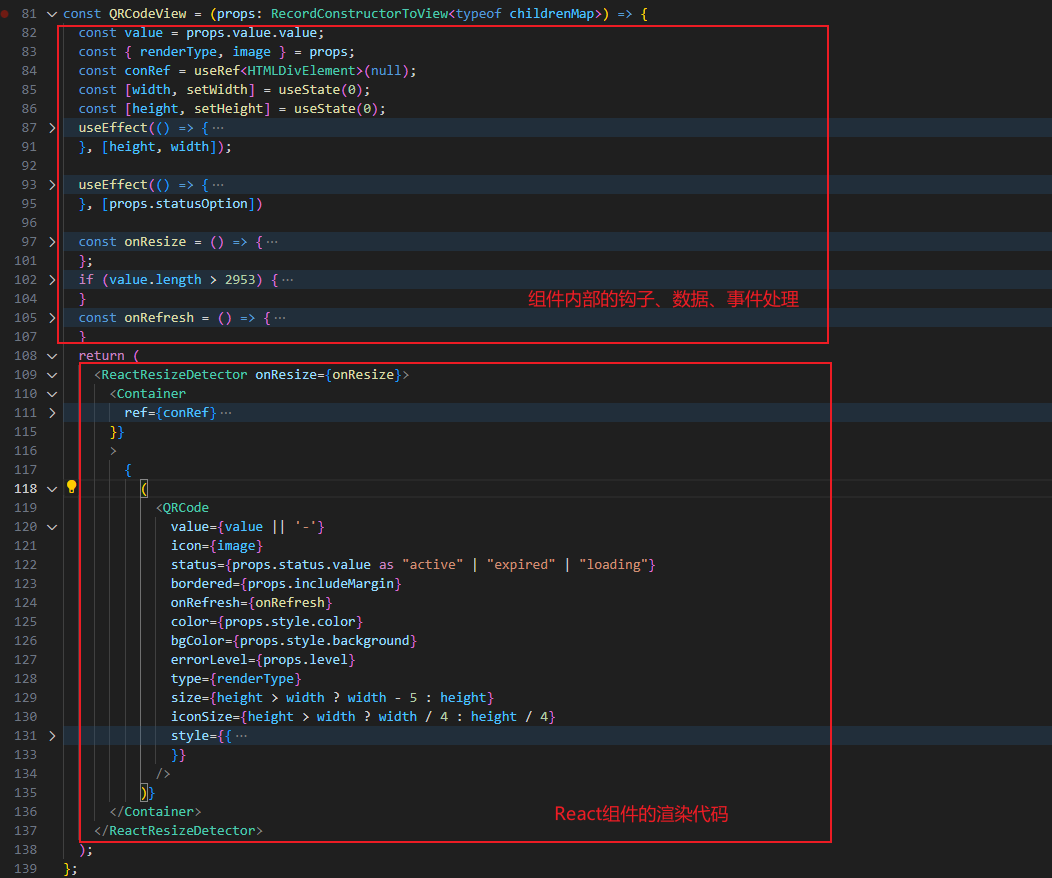 81 const QRCodeView = (props: RecordConstructorToView<typeof childrenMap>) => {
82 const value = props.value.value;
83 const { renderType, image } = props;
84 const conRef = useRef<HTMLDivElement>(null);
85 const [width, setWidth] = useState(0);
86 const [height, setHeight] = useState(0);
87 useEffect(() => { ⋯
91 }, [height, width]);
92
93 useEffect(() => { ⋯
95 }, [props.statusOption])
96
97 const onResize = () => { ⋯
101 };
102 if (value.length > 2953) { ⋯
组件内部的钩子、数据、事件处理
104 }
105 const onRefresh = () => { ⋯
107 }
108 return (
109 <ReactResizeDetector onResize={onResize}>
110 <Container
111 ref={conRef} ⋯
115 }}
116 >
117 {
118 (
119 <QRCode
120 value={value || '-'}
121 icon={image}
122 status={props.status.value as "active" | "expired" | "loading"}
123 bordered={props.includeMargin}
124 onRefresh={onRefresh}
125 color={props.style.color}
126 bgColor={props.style.background}
127 errorLevel={props.level}
128 type={renderType}
129 size={height > width ? width - 5 : height}
130 iconSize={height > width ? width / 4 : height / 4}
131 style={{ ⋯
133 }}
134 />
135 )}
136 </Container>
React组件的渲染代码
137 </ReactResizeDetector>
138 );
139 };